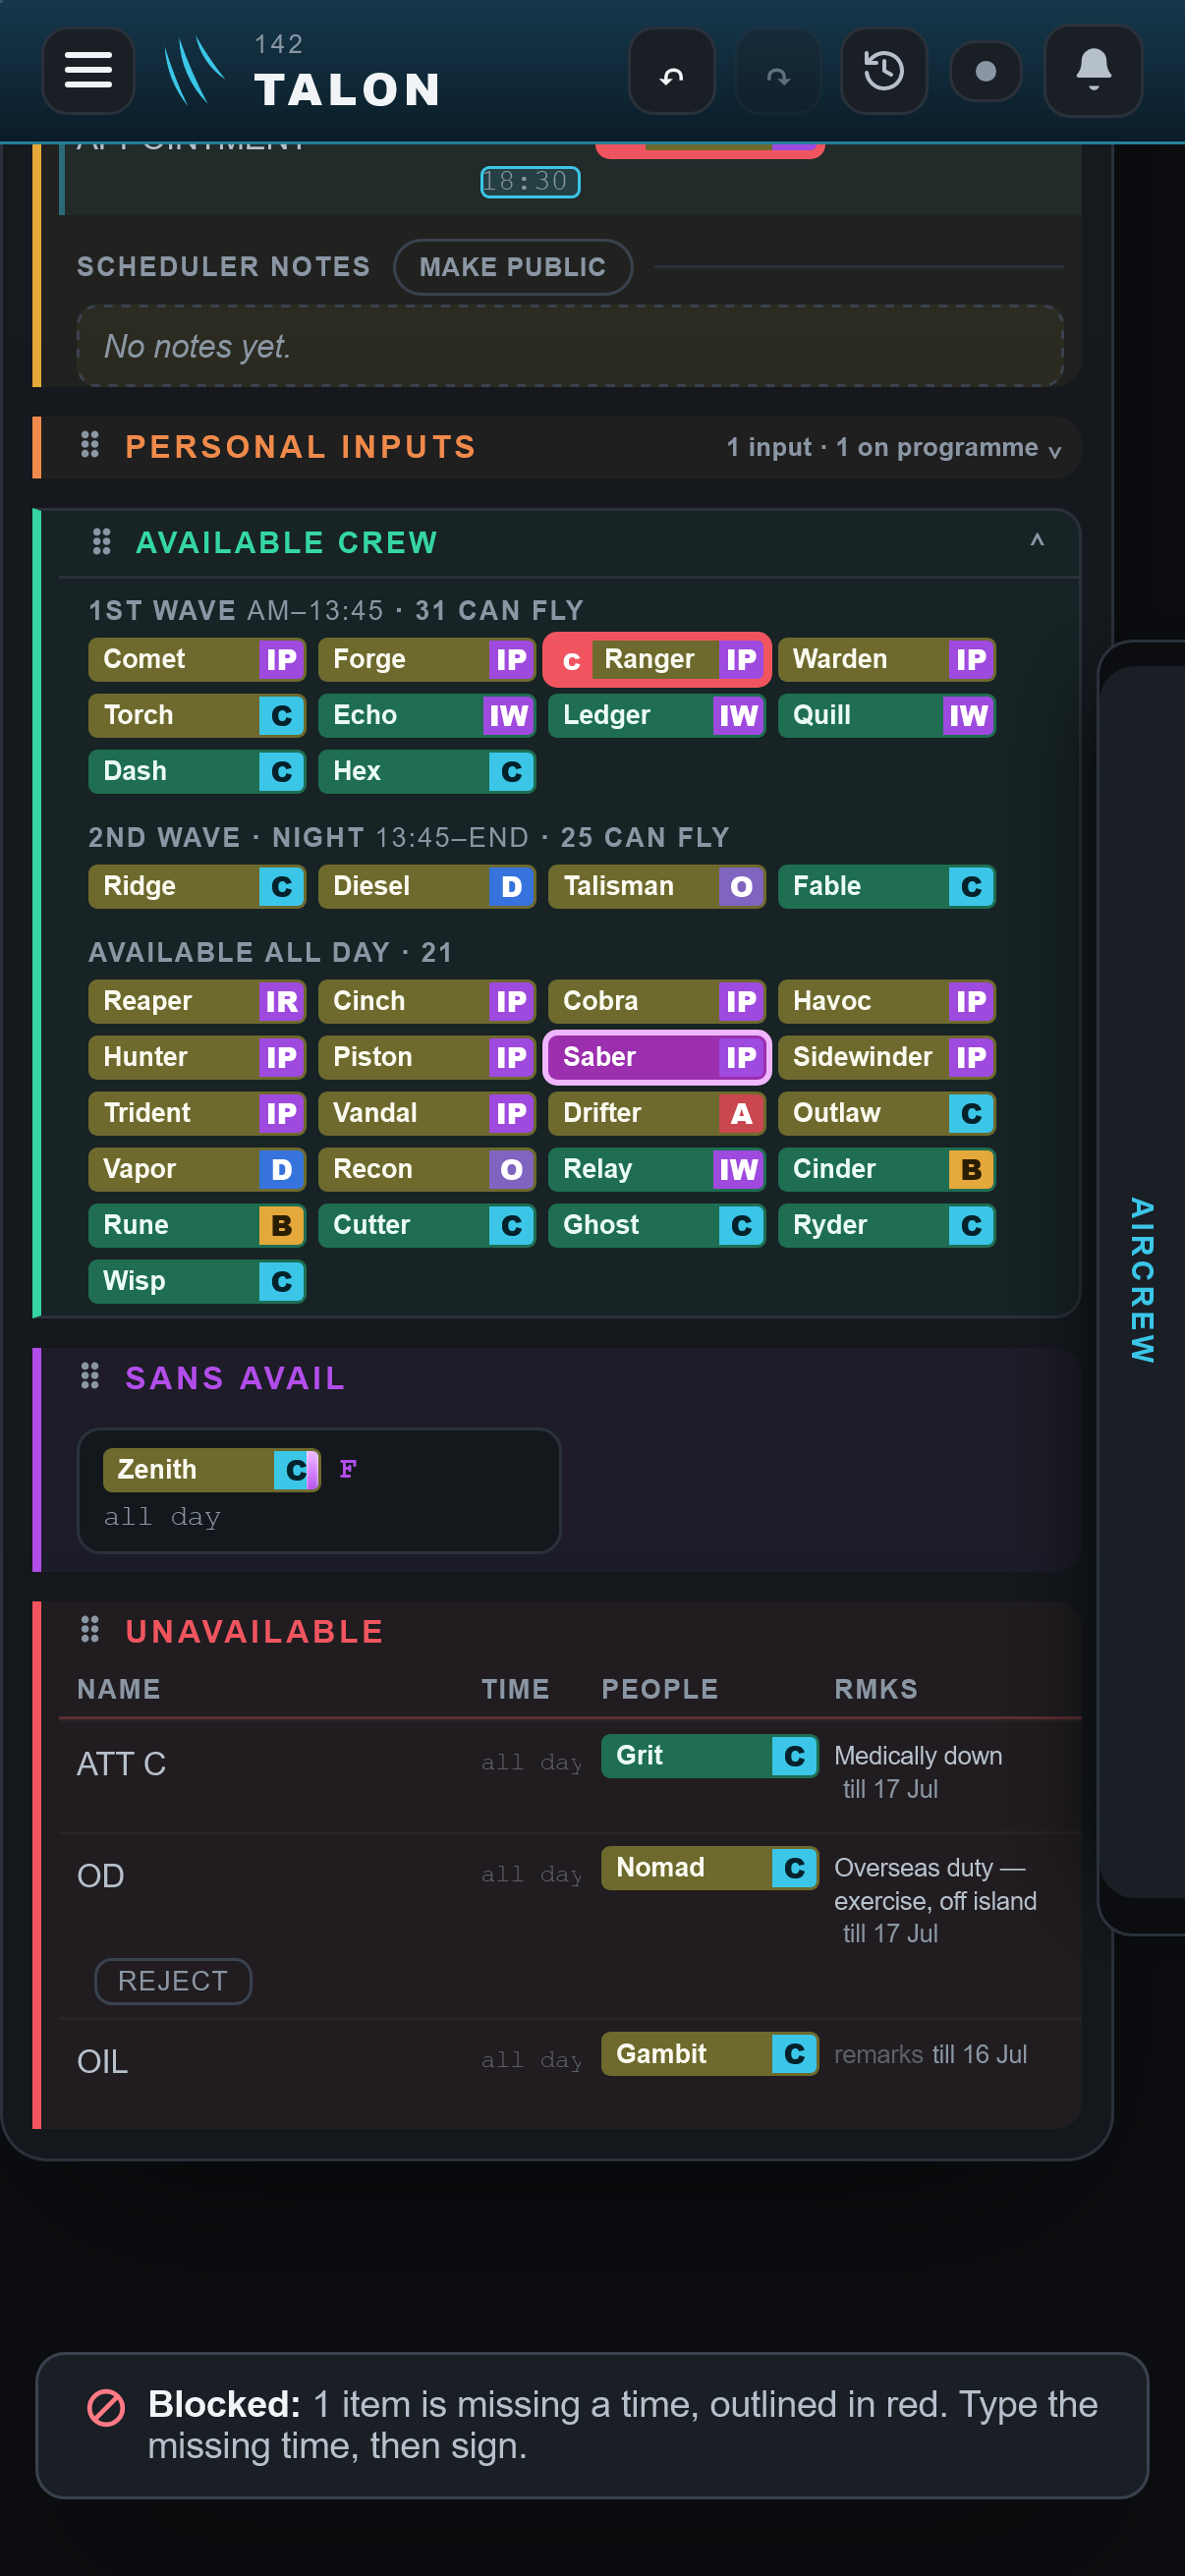 142
TALON
APPOINTMENT
18:30
SCHEDULER NOTES MAKE PUBLIC
No notes yet.
PERSONAL INPUTS 1 input · 1 on programme
AVAILABLE CREW
1ST WAVE AM–13:45 · 31 CAN FLY
Comet IP Forge IP c Ranger IP Warden IP
Torch C Echo IW Ledger IW Quill IW
Dash C Hex C
2ND WAVE · NIGHT 13:45–END · 25 CAN FLY
Ridge C Diesel D Talisman O Fable C
AVAILABLE ALL DAY · 21
Reaper IR Cinch IP Cobra IP Havoc IP
Hunter IP Piston IP Saber IP Sidewinder IP
Trident IP Vandal IP Drifter A Outlaw C
Vapor D Recon O Relay IW Cinder B
Rune B Cutter C Ghost C Ryder C
Wisp C
AIRCREW
SANS AVAIL
Zenith C F
all day
UNAVAILABLE
NAME TIME PEOPLE RMKS
ATT C all day Grit C Medically down
till 17 Jul
OD all day Nomad C Overseas duty —
exercise, off island
till 17 Jul
REJECT
OIL all day Gambit C remarks till 16 Jul
Blocked: 1 item is missing a time, outlined in red. Type the
missing time, then sign.